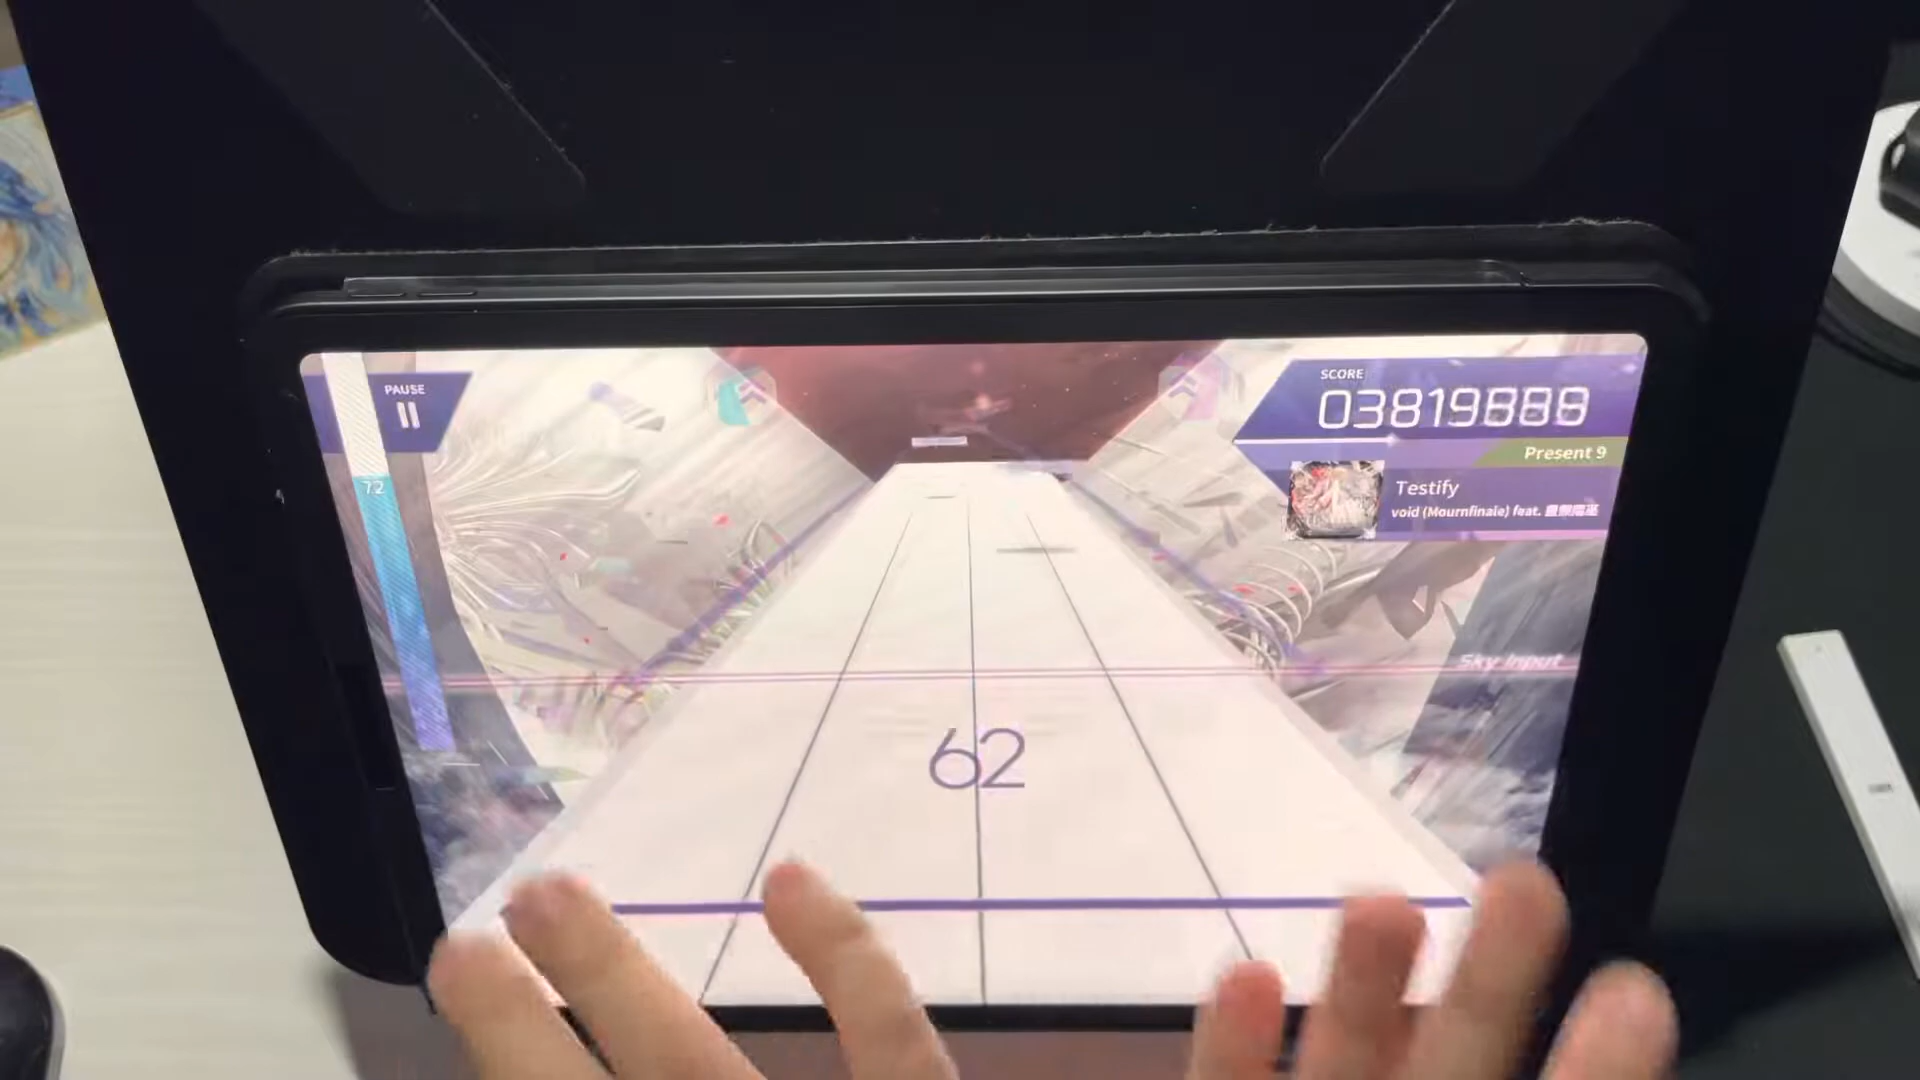 PAUSE
72
SCORE
03819888
Present 9
Testify
void (Mournfinale) feat.
Sky Input
62